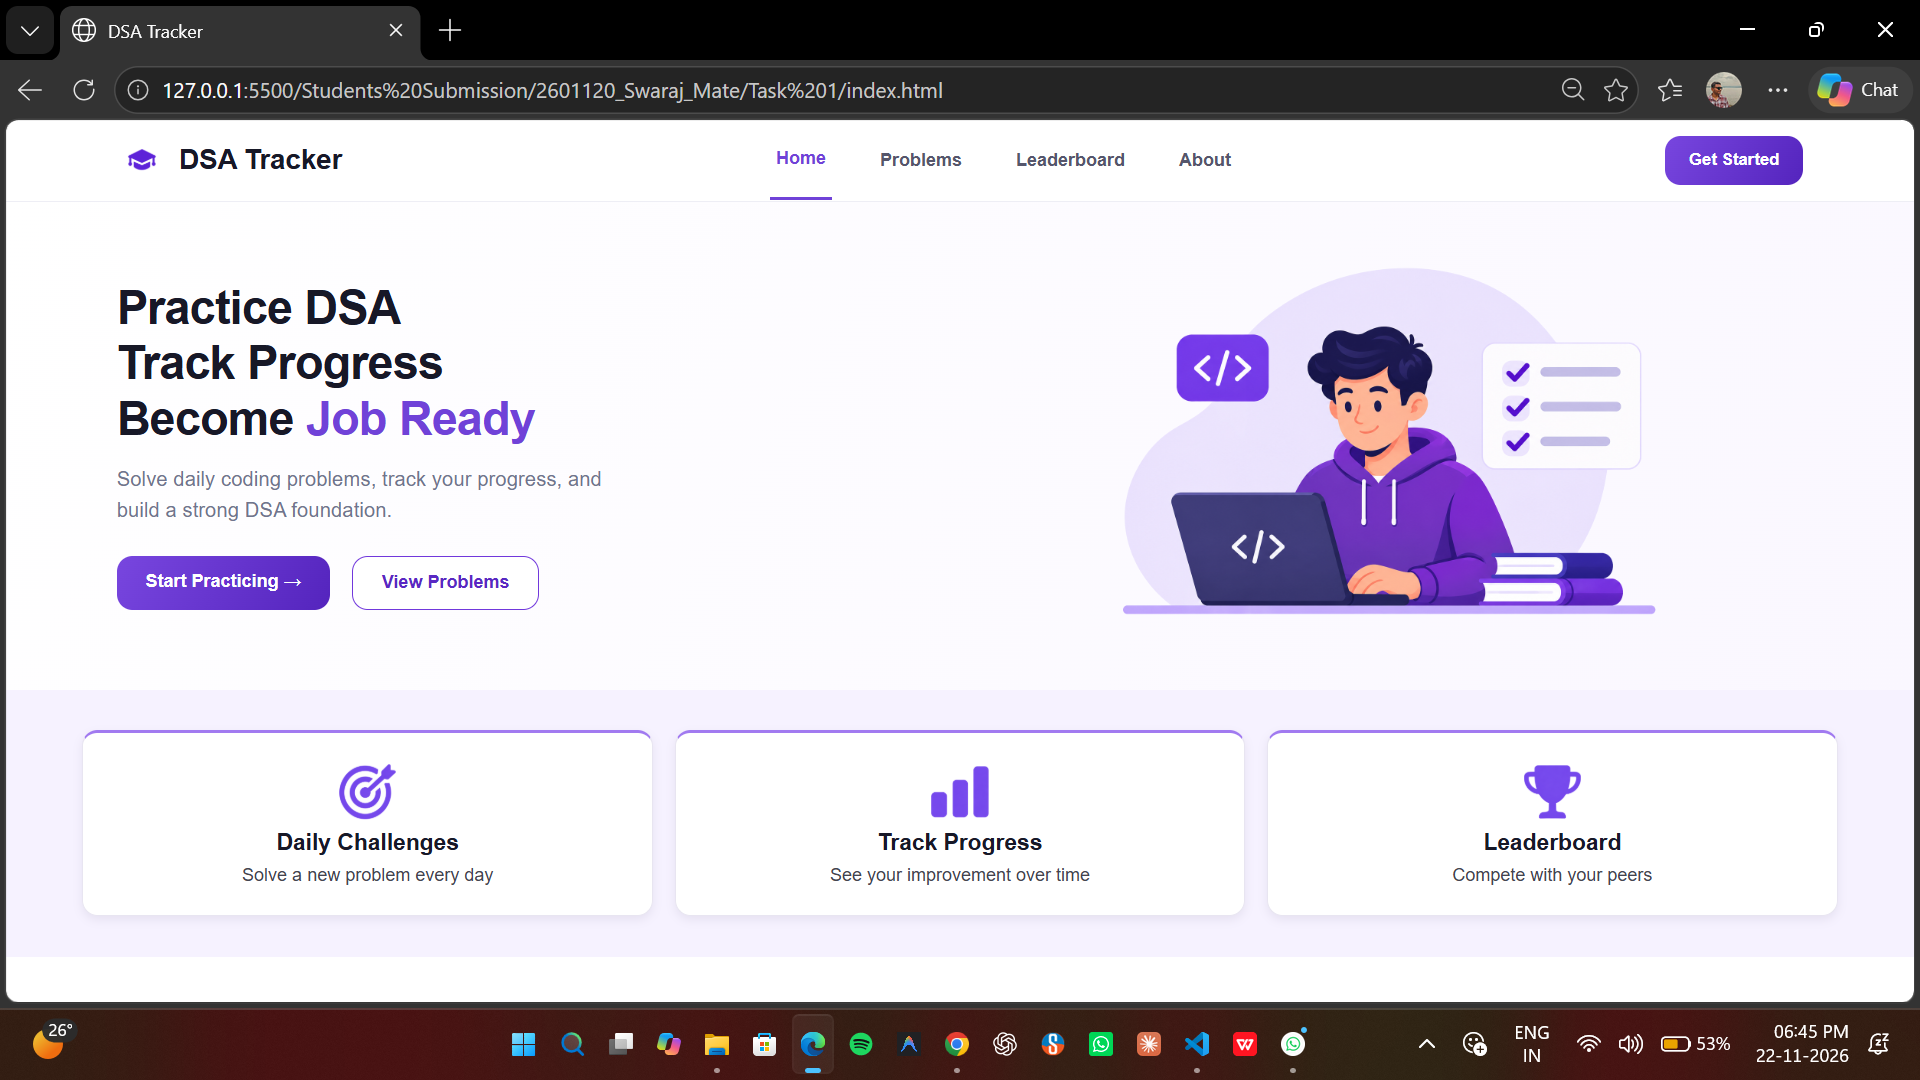 DSA Tracker
127.0.0.1:5500/Students%20Submission/2601120_Swaraj_Mate/Task%201/index.html
Chat
DSA Tracker
Home
Problems
Leaderboard
About
Get Started
Practice DSA
Track Progress
Become Job Ready
Solve daily coding problems, track your progress, and
build a strong DSA foundation.
Start Practicing →
View Problems
</>
</>
Daily Challenges
Solve a new problem every day
Track Progress
See your improvement over time
Leaderboard
Compete with your peers
26°
ENG
IN
53%
06:45 PM
22-11-2026